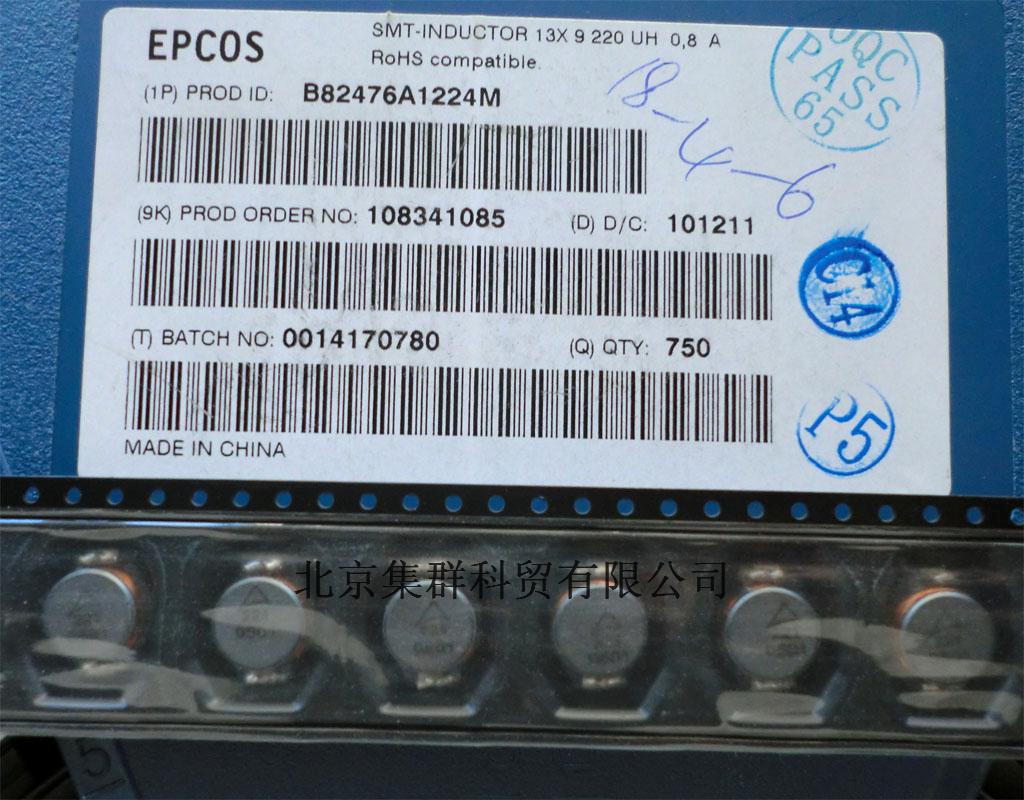 EPCOS
SMT-INDUCTOR 13X 9 220 UH 0,8 A
RoHS compatible.
(1P) PROD ID: B82476A1224M
OQC
PASS
65
18-4-6
(9K) PROD ORDER NO: 108341085 (D) D/C: 101211
C14
(T) BATCH NO: 0014170780 (Q) QTY: 750
P5
MADE IN CHINA
北京集群科贸有限公司
5